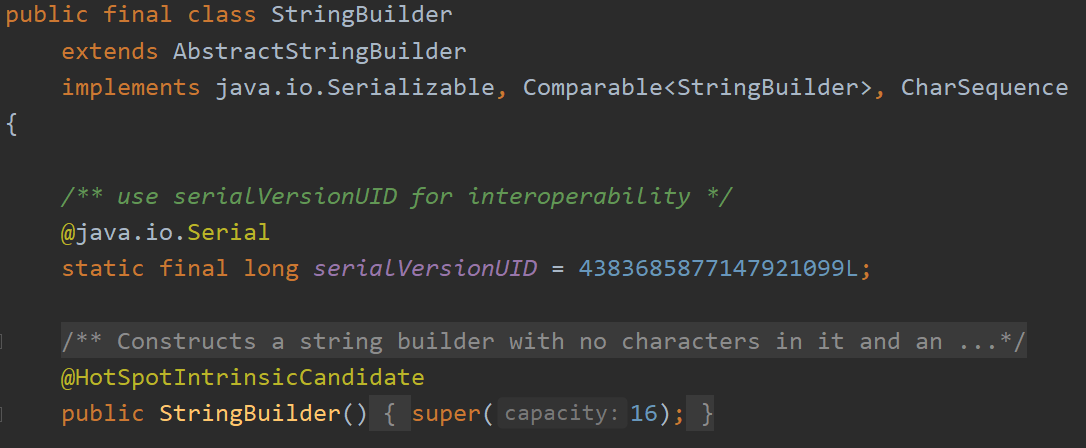 public final class StringBuilder
extends AbstractStringBuilder
implements java.io.Serializable, Comparable<StringBuilder>, CharSequence
{
/** use serialVersionUID for interoperability */
@java.io.Serial
static final long serialVersionUID = 4383685877147921099L;
/** Constructs a string builder with no characters in it and an ...*/
@HotSpotIntrinsicCandidate
public StringBuilder() { super( capacity: 16); }